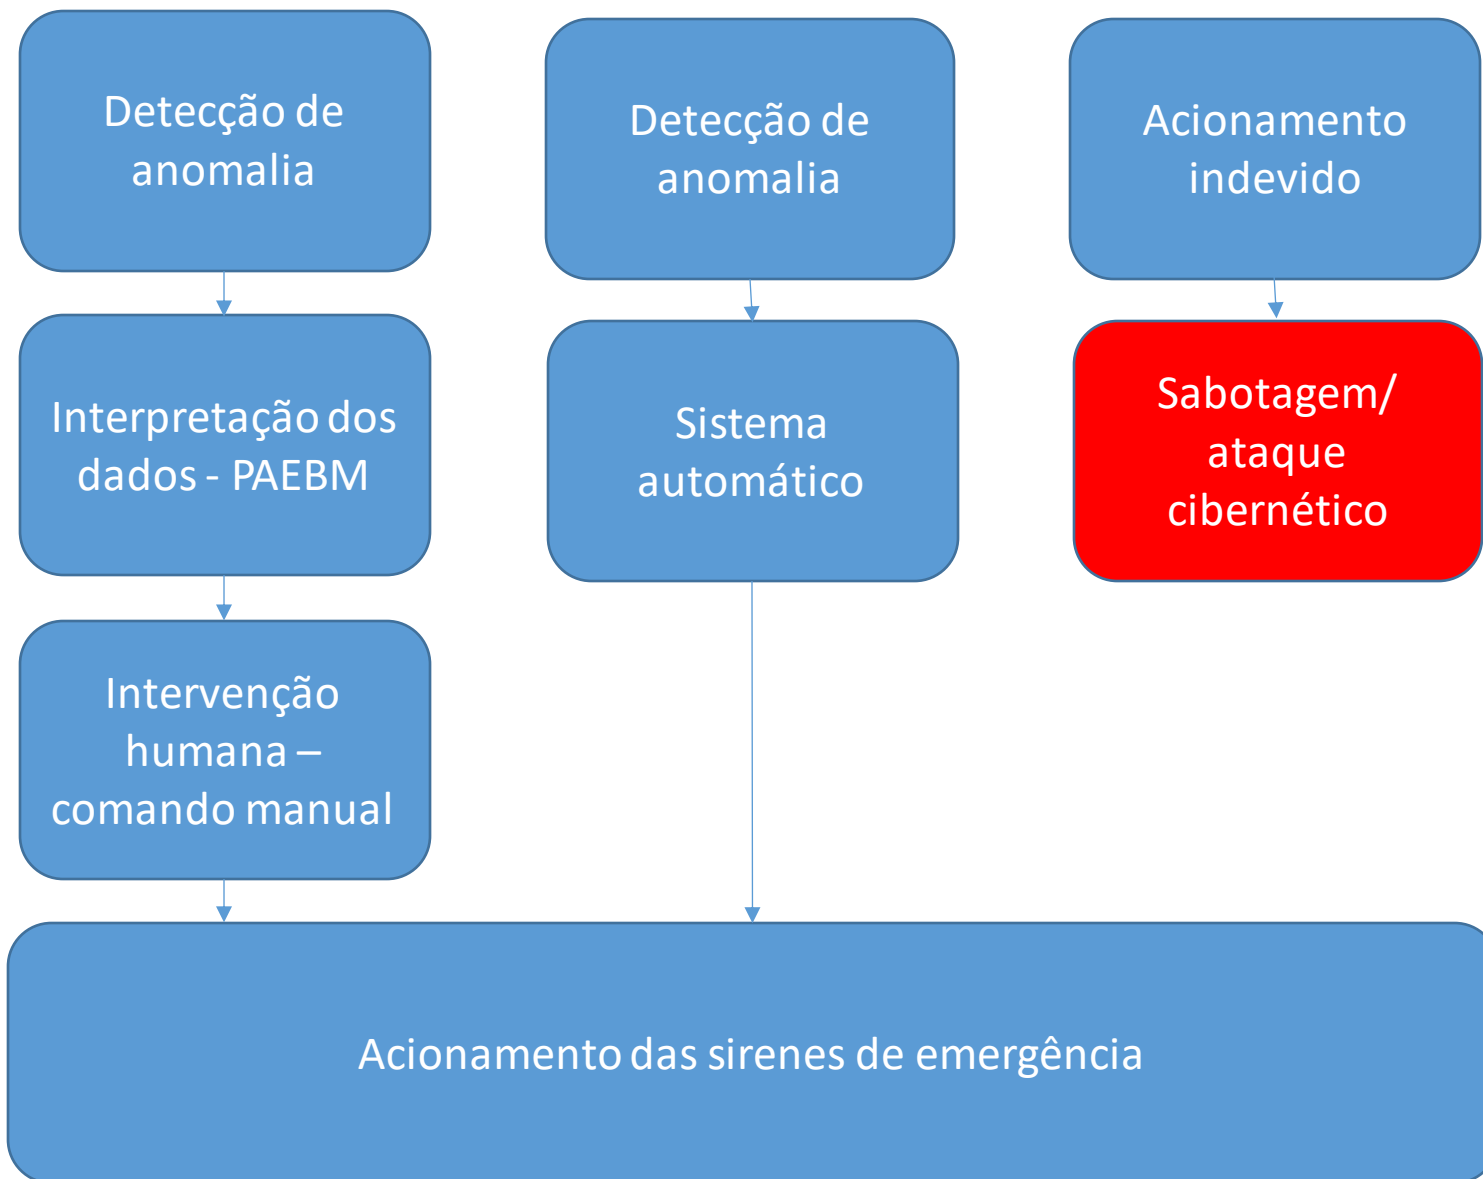 Detecção de
anomalia
Detecção de
anomalia
Acionamento
indevido
Interpretação dos
dados - PAEBM
Sistema
automático
Sabotagem/
ataque
cibernético
Intervenção
humana –
comando manual
Acionamento das sirenes de emergência